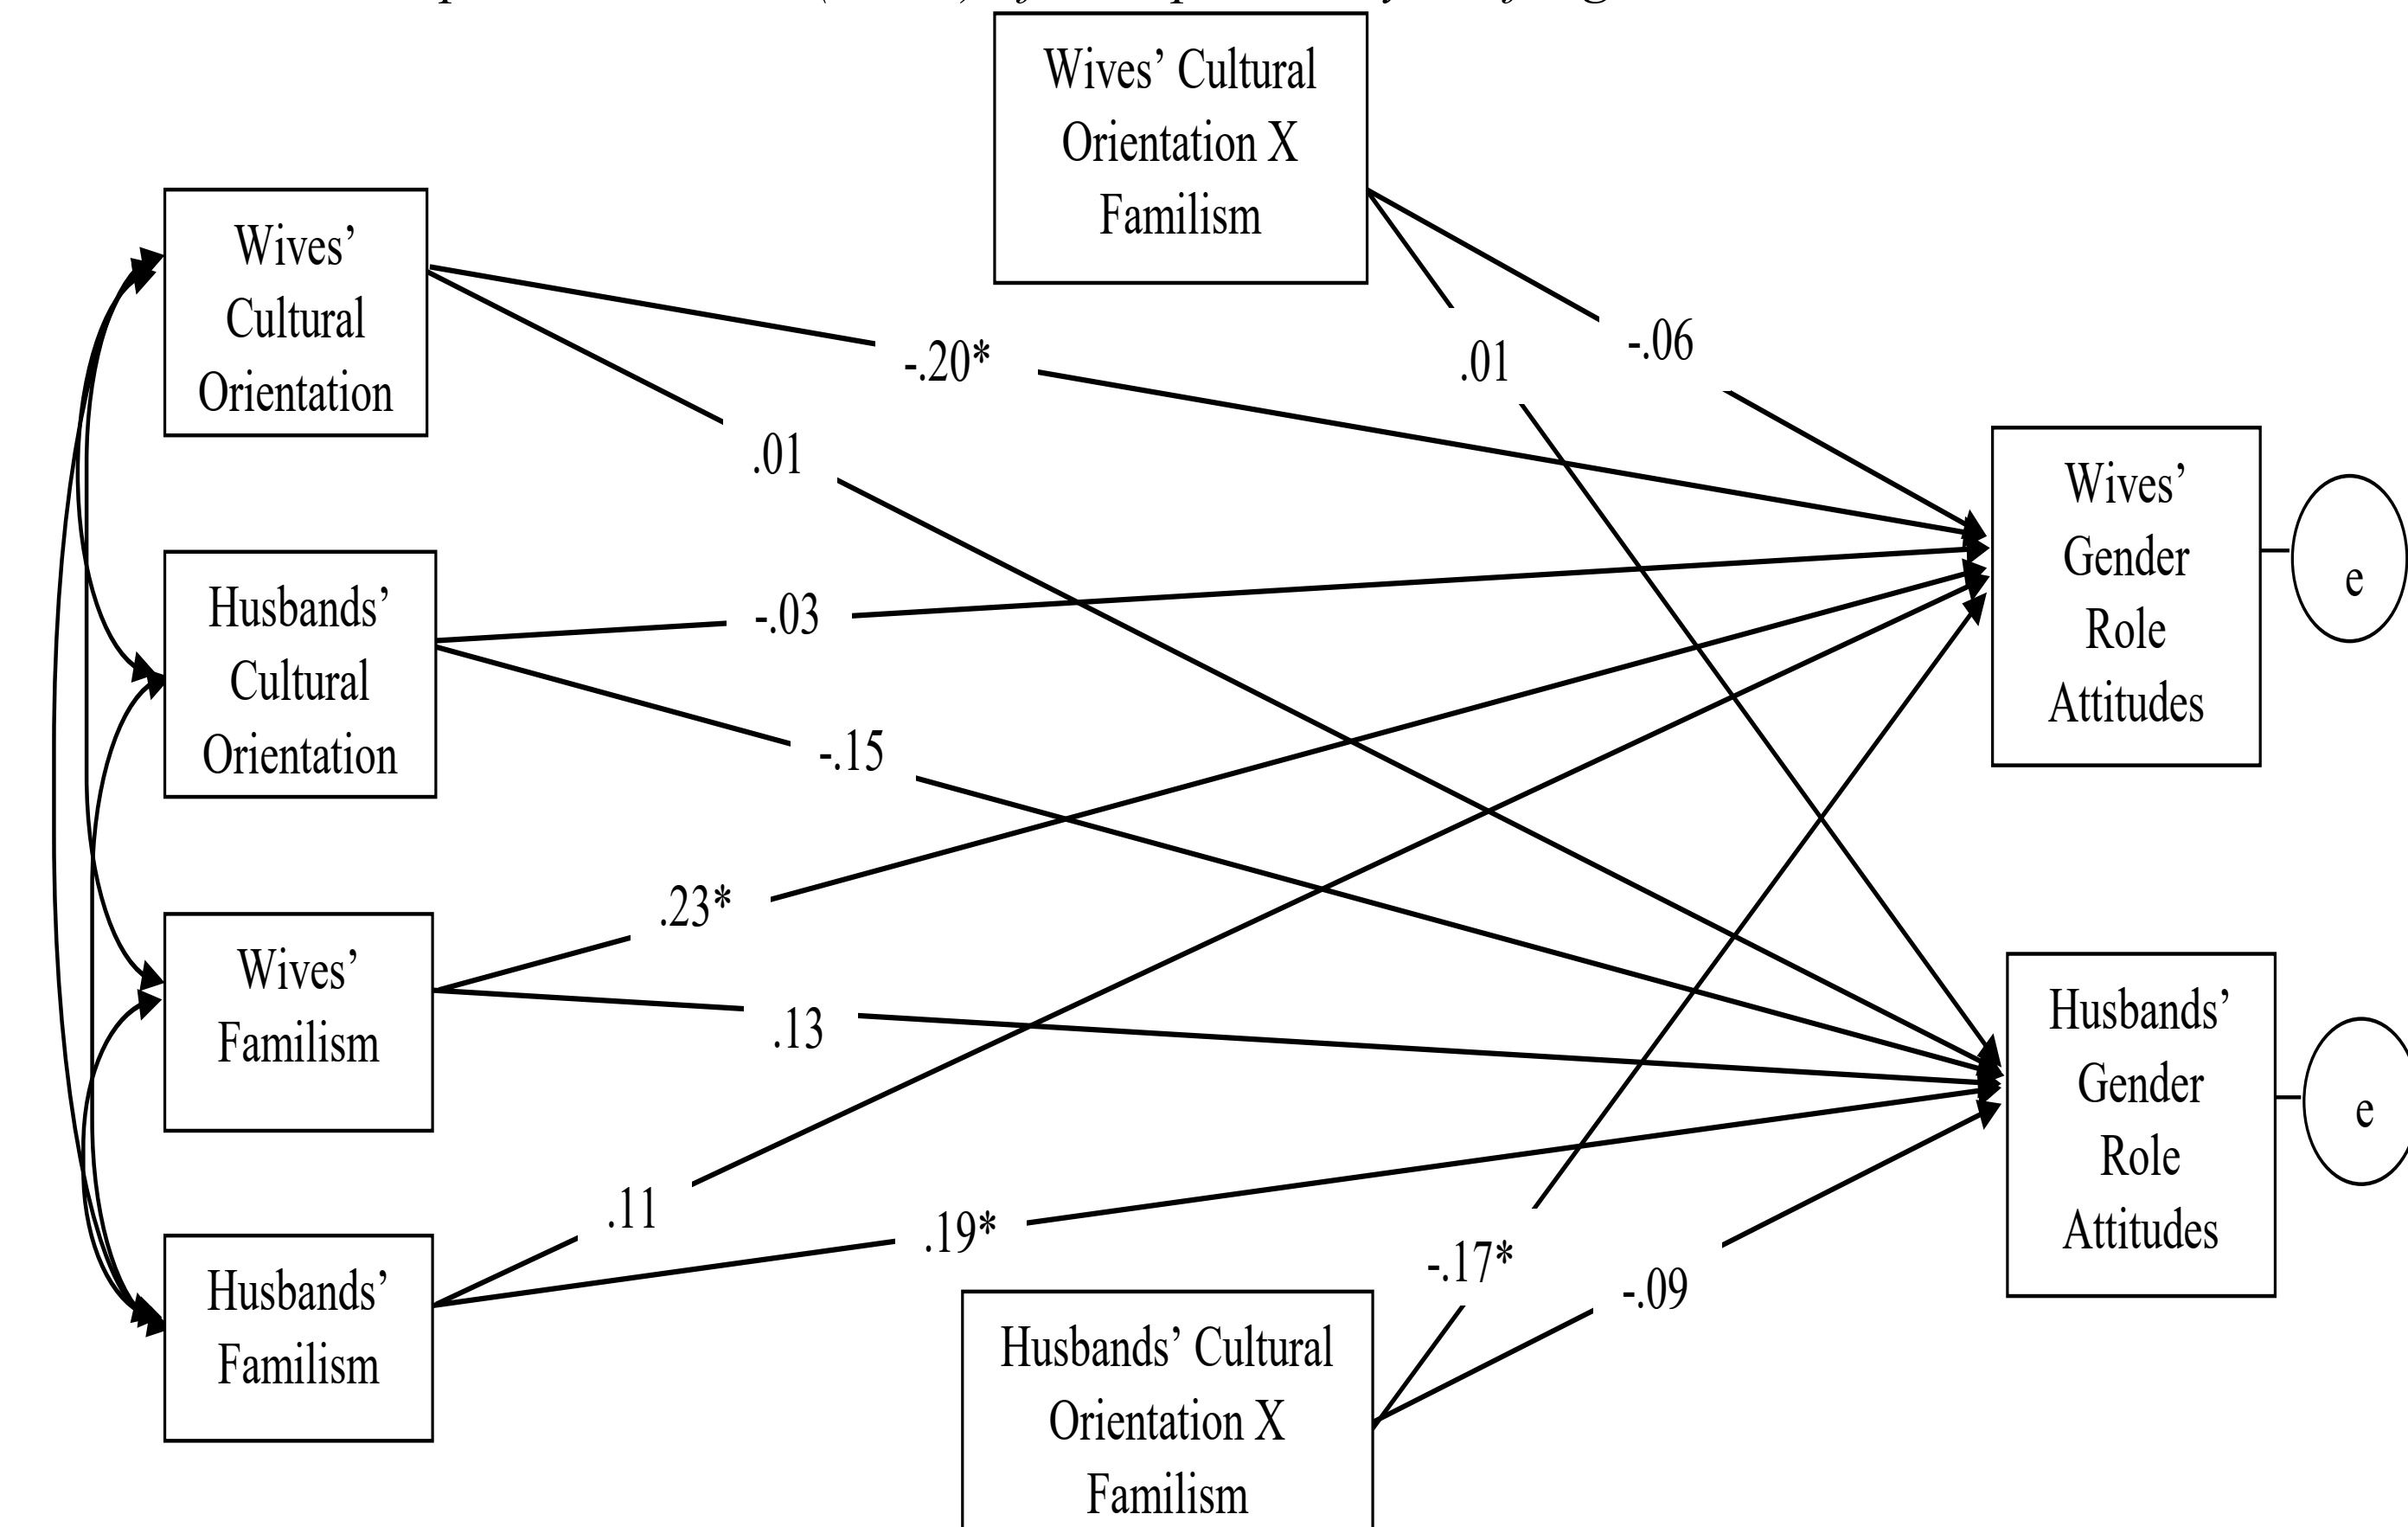 Wives’ Cultural
Orientation X
Familism
Wives’
Cultural
Orientation
-.20*
.01
-.06
.01
Husbands’
Cultural
Orientation
-.03
-.15
Wives’
Gender
Role
Attitudes
e
Wives’
Familism
.23*
.13
Husbands’
Familism
.11
.19*
Husbands’
Gender
Role
Attitudes
e
-.17*
-.09
Husbands’ Cultural
Orientation X
Familism